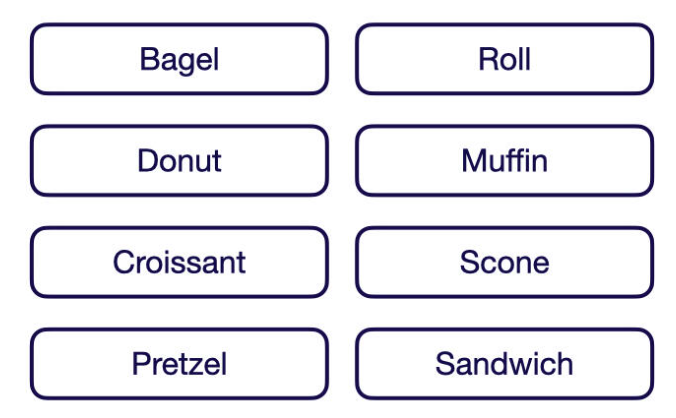 Bagel
Roll
Donut
Muffin
Croissant
Scone
Pretzel
Sandwich